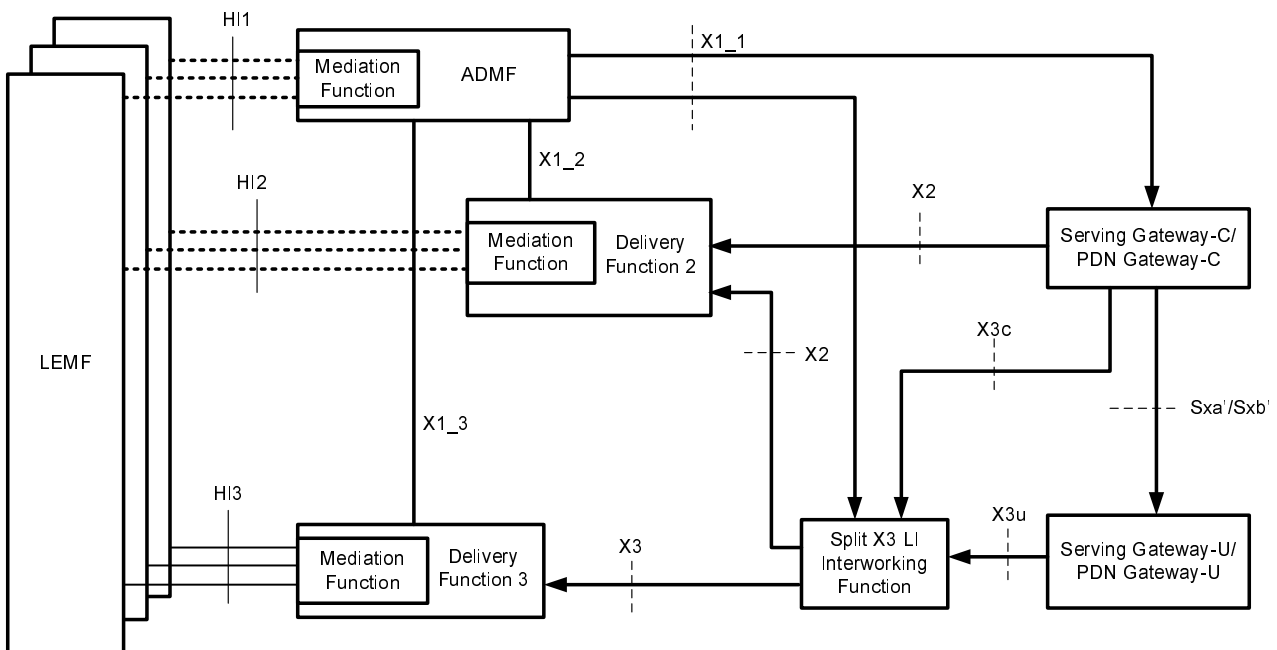 HI1
X1_1
Mediation
Function
ADMF
X1_2
HI2
X2
Mediation
Function
Delivery
Function 2
Serving Gateway-C/
PDN Gateway-C
X3c
X2
LEMF
Sxa'/Sxb'
X1_3
HI3
X3
X3u
Mediation
Function
Delivery
Function 3
Split X3 LI
Interworking
Function
Serving Gateway-U/
PDN Gateway-U